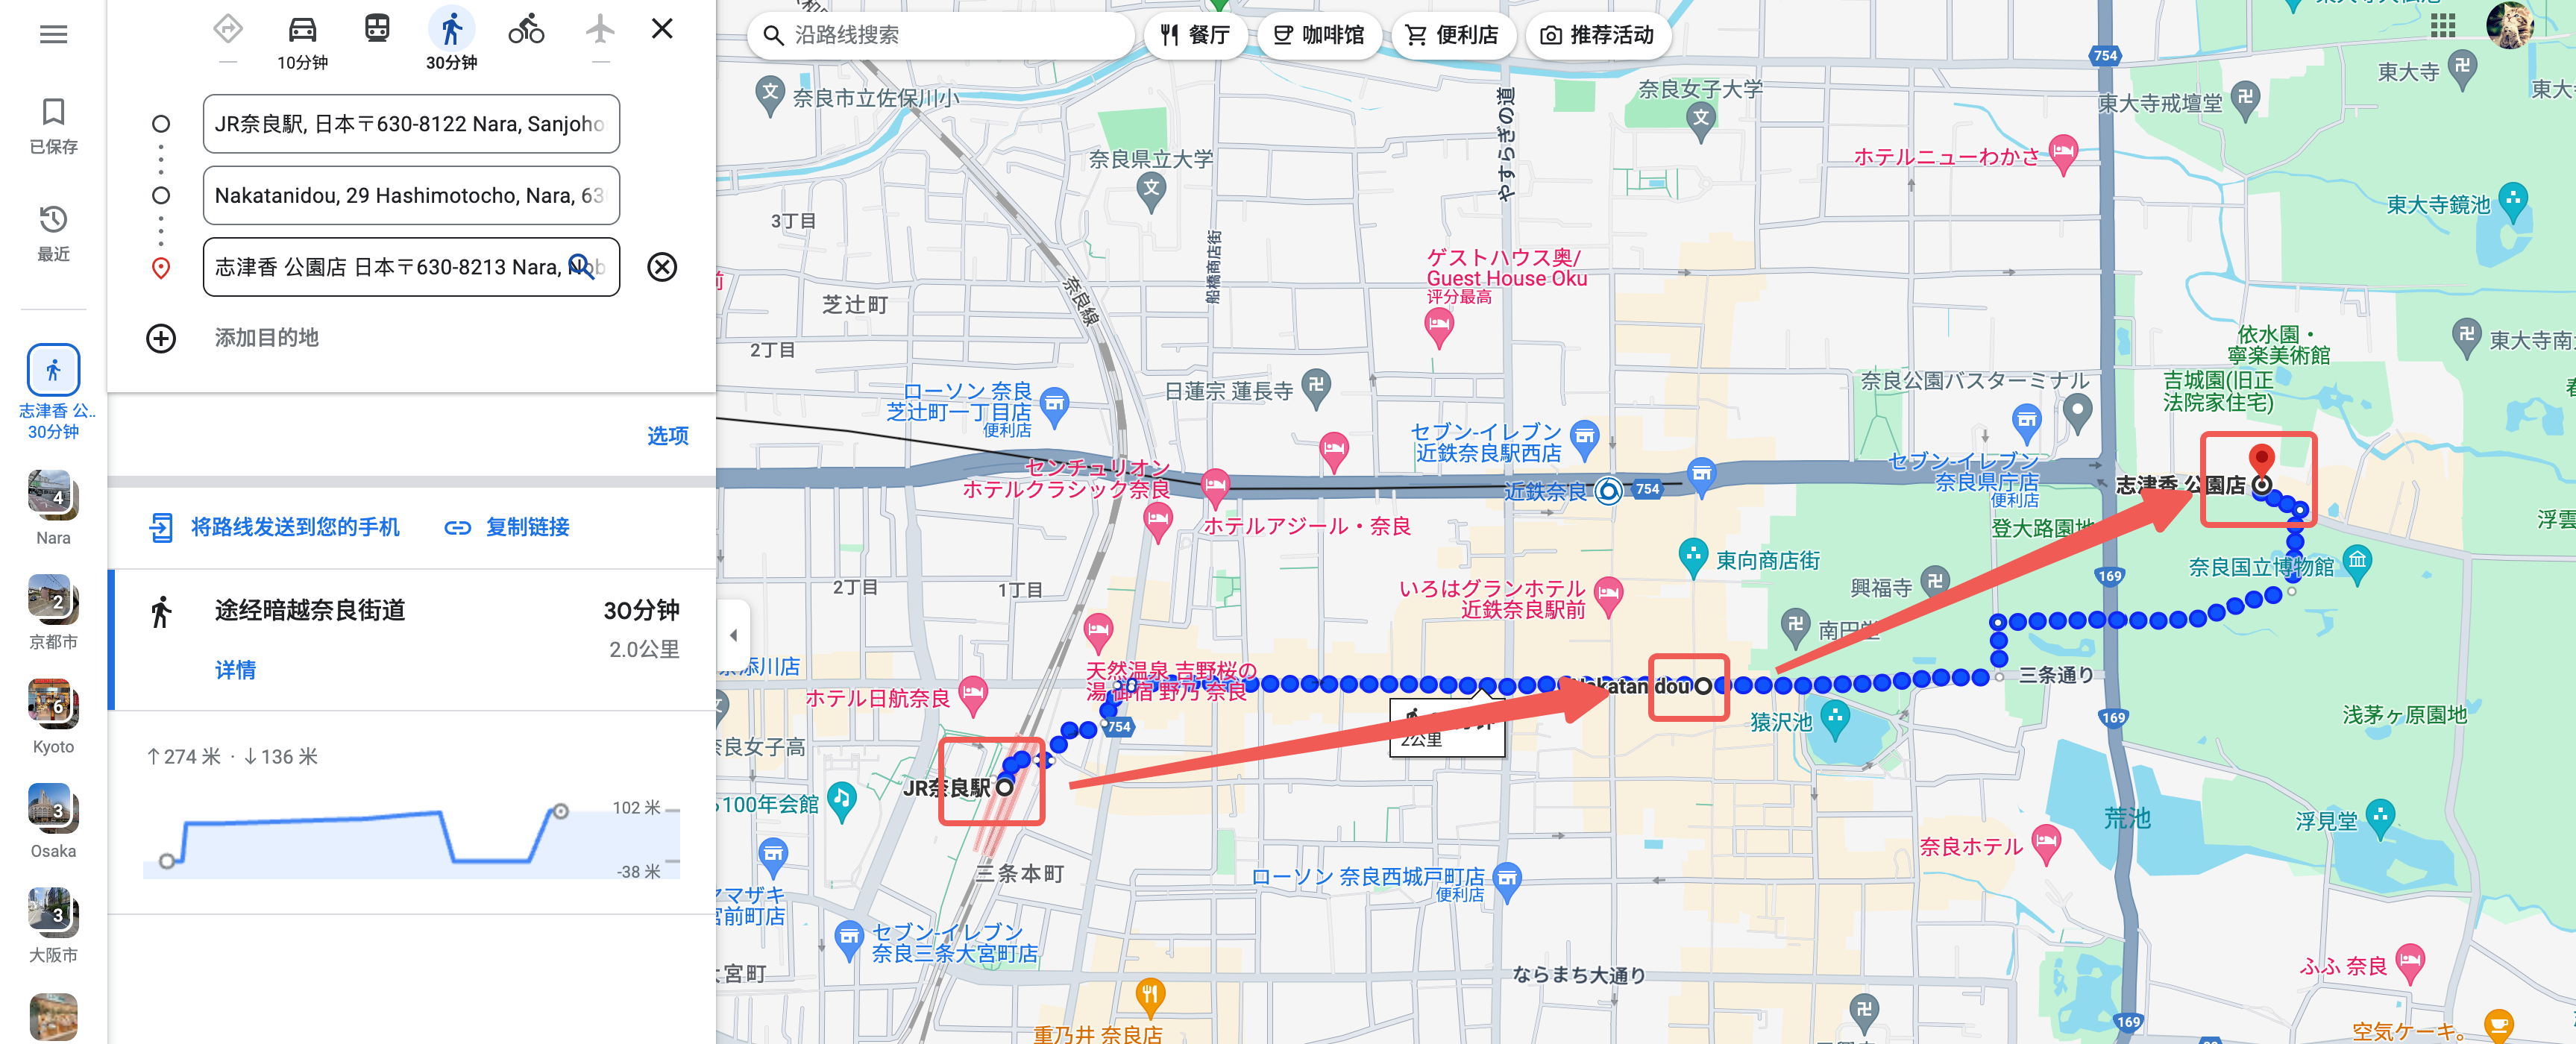 10分钟
30分钟
JR奈良駅, 日本〒630-8122 Nara, Sanjoho
Nakatanidou, 29 Hashimotocho, Nara, 63
志津香 公園店 日本〒630-8213 Nara, Nob
添加目的地
选项
将路线发送到您的手机
复制链接
途经暗越奈良街道
30分钟
2.0公里
详情
↑274 米 · ↓136 米
102 米
-38 米
已保存
最近
志津香 公..
30分钟
4
Nara
2
京都市
6
Kyoto
3
Osaka
3
大阪市
沿路线搜索
餐厅
咖啡馆
便利店
推荐活动
754
東大寺
東大寺戒壇堂
奈良市立佐保川小
奈良女子大学
やすらぎの道
奈良県立大学
ホテルニューわかさ
東大寺鏡池
3丁目
船橋商店街
ゲストハウス奥/
Guest House Oku
评分最高
奈良線
芝辻町
2丁目
依水園・
寧楽美術館
東大寺南
吉城園(旧正
法院家住宅)
奈良公園バスターミナル
ローソン 奈良
芝辻町一丁目店
便利店
日蓮宗 蓮長寺
セブン-イレブン
近鉄奈良駅西店
センチュリオン
ホテルクラシック奈良
近鉄奈良
754
セブン-イレブン
奈良県庁店
便利店
志津香 公園店
ホテルアジール・奈良
登大路園地
浮雲
東向商店街
奈良国立博物館
169
2丁目
1丁目
いろはグランホテル
近鉄奈良駅前
興福寺
南円堂
添川店
天然温泉 吉野桜の
湯 御宿 野乃 奈良
ホテル日航奈良
Nakatanidou
三条通り
754
2公里
猿沢池
169
浅茅ヶ原園地
奈良女子高
JR奈良駅
100年会館
荒池
浮見堂
奈良ホテル
三条本町
ローソン 奈良西城戸町店
便利店
マザキ
宮前町店
セブン-イレブン
奈良三条大宮町店
大宮町
ならまち大通り
ふふ 奈良
169
重乃井 奈良店
空気ケーキ。